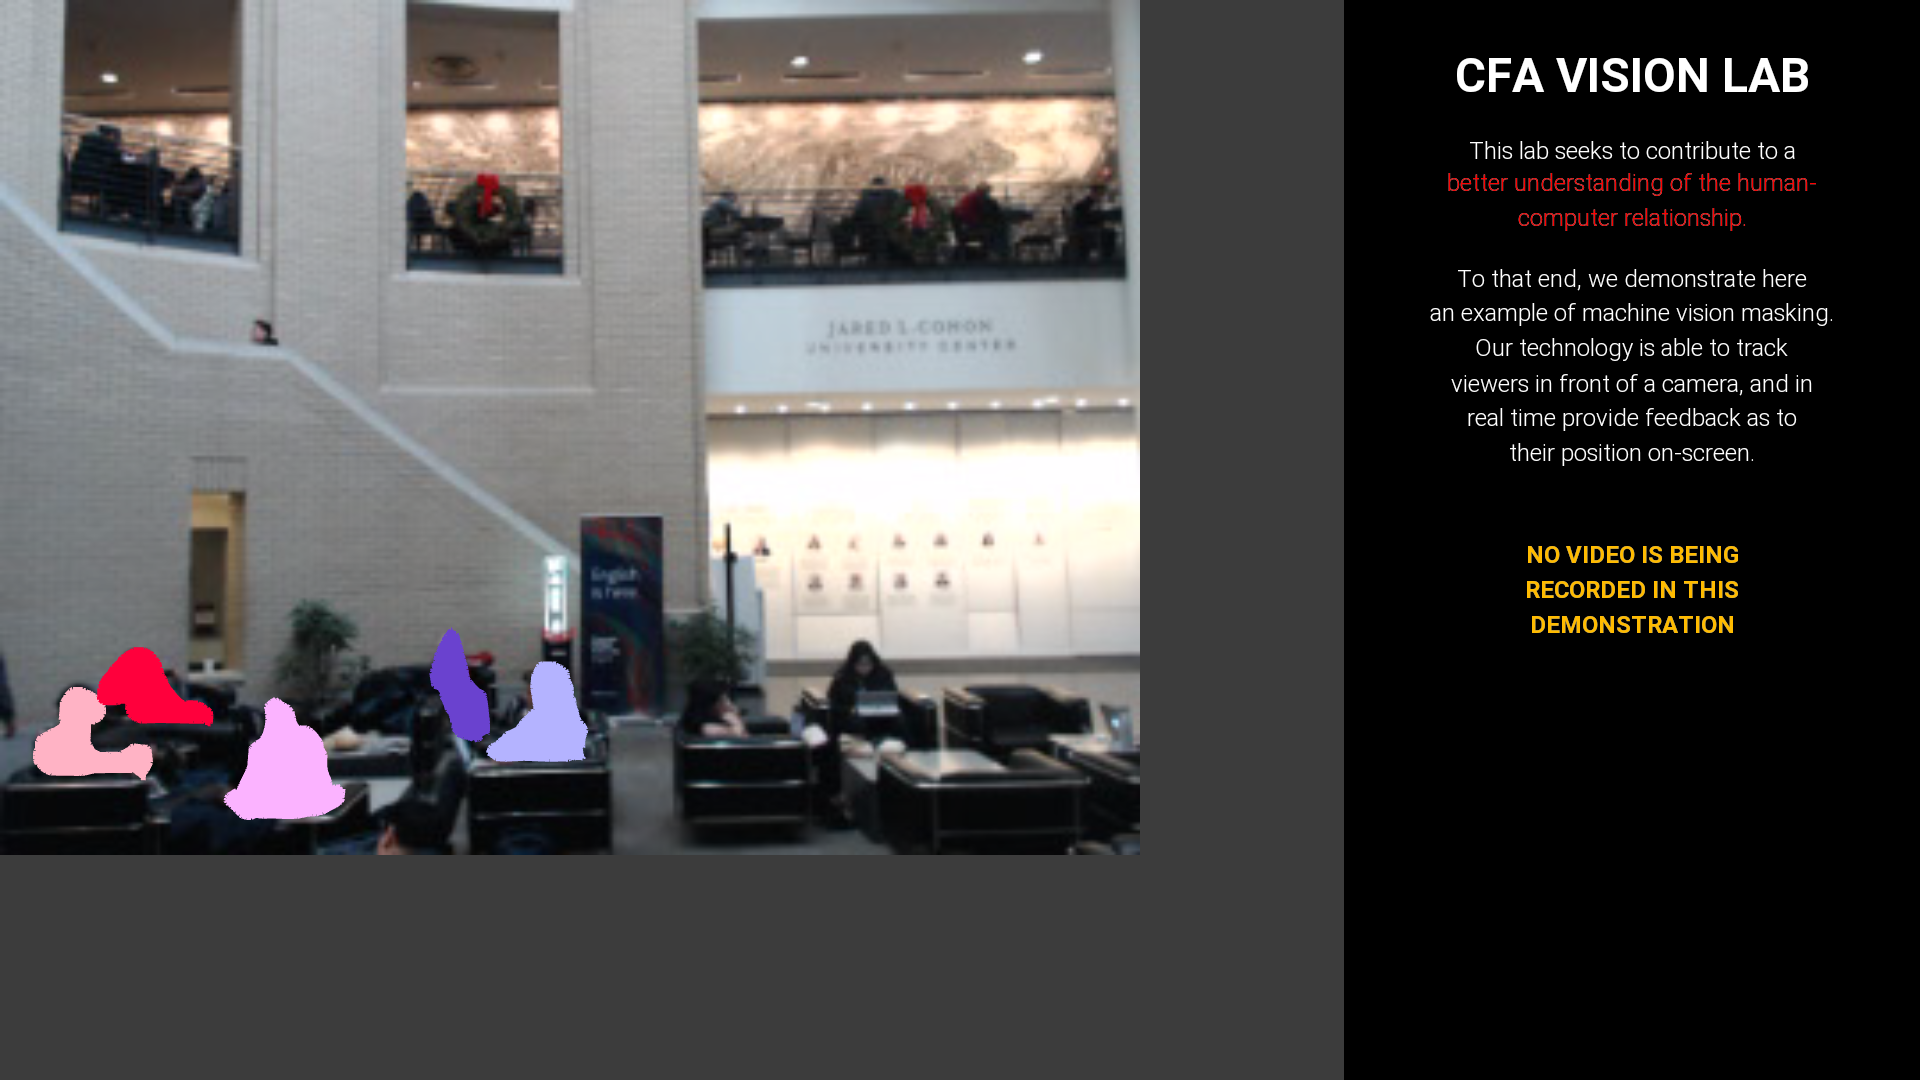 JARED L. COHON
UNIVERSITY CENTER
English
is here.
CFA VISION LAB
This lab seeks to contribute to a
better understanding of the human-
computer relationship.
To that end, we demonstrate here
an example of machine vision masking.
Our technology is able to track
viewers in front of a camera, and in
real time provide feedback as to
their position on-screen.
NO VIDEO IS BEING
RECORDED IN THIS
DEMONSTRATION